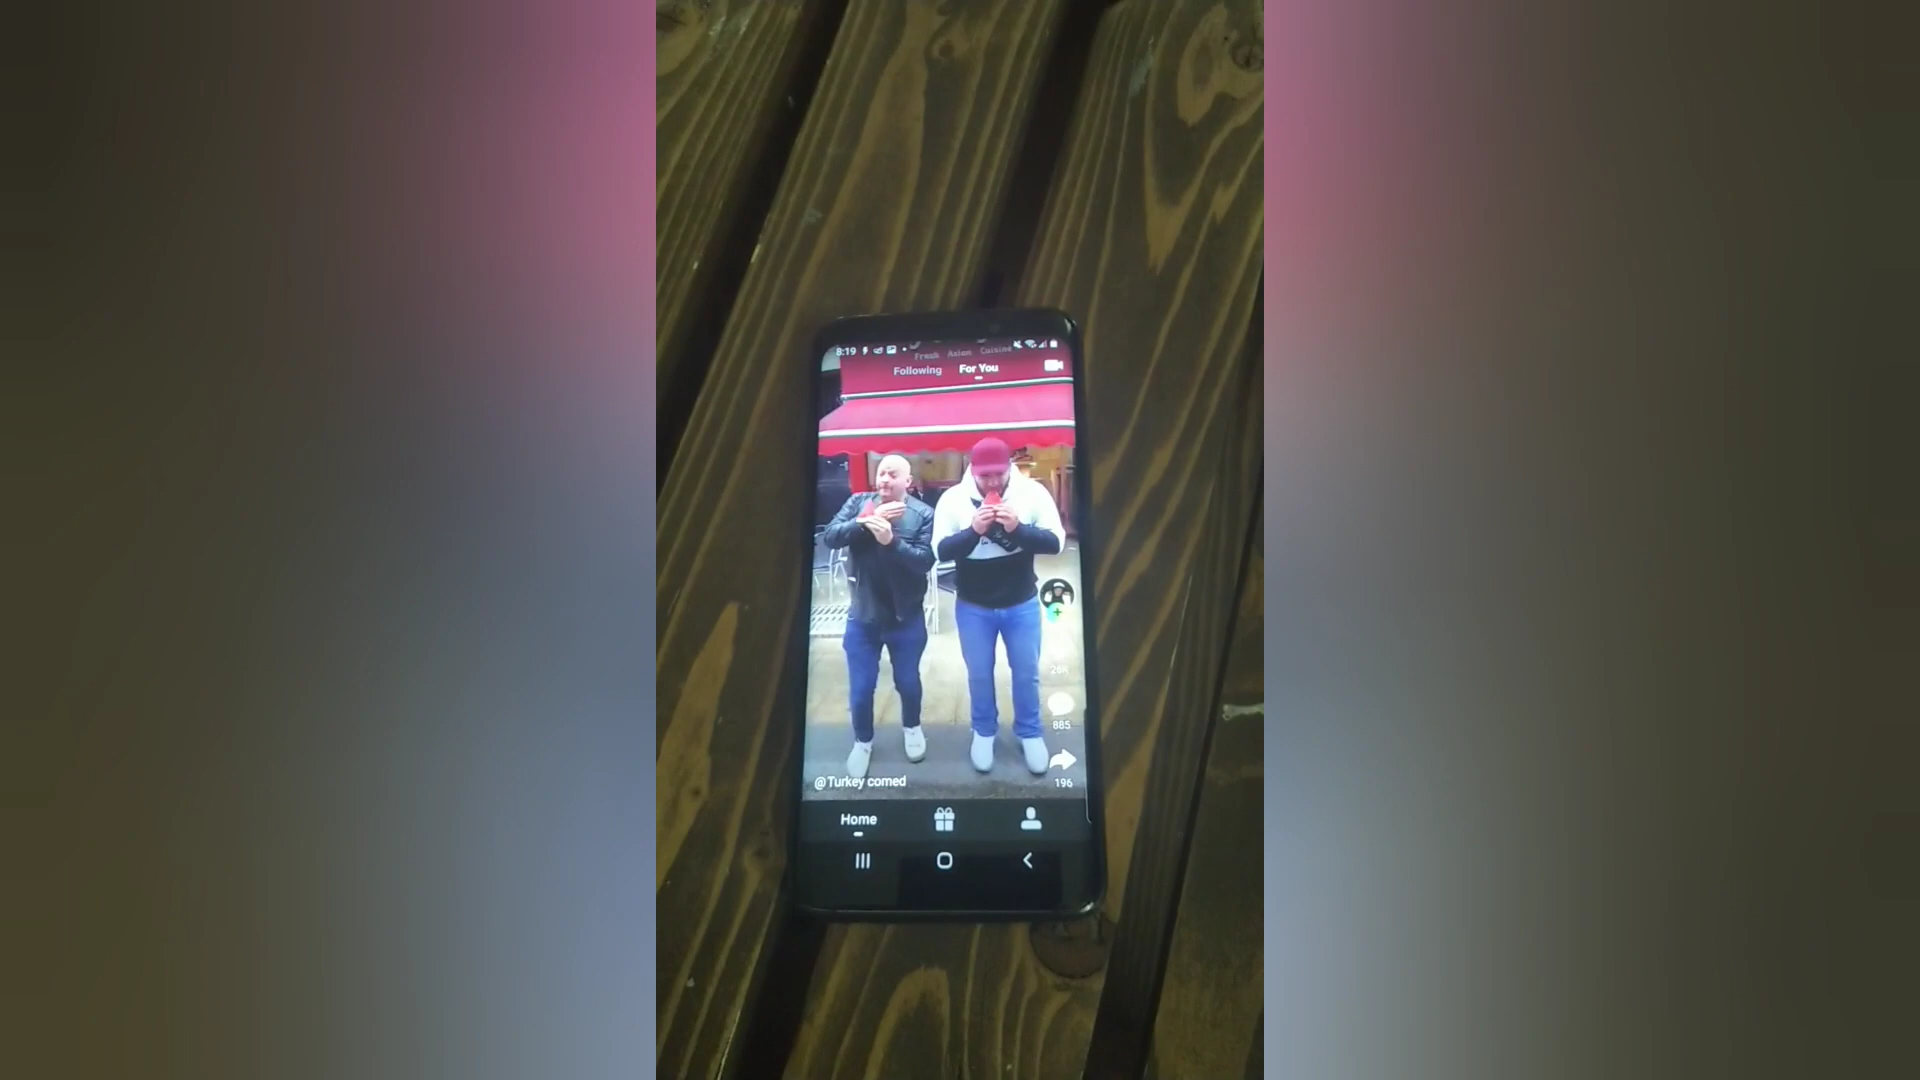 8:19
Fresh Asian Cuisine
Following For You
26K
885
196
@Turkey comed
Home